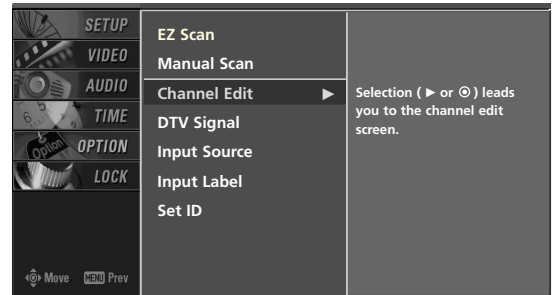 SETUP
VIDEO
AUDIO
TIME
OPTION
LOCK
Move MENU Prev
EZ Scan
Manual Scan
Channel Edit ►
DTV Signal
Input Source
Input Label
Set ID
Selection ( ► or ⊙ ) leads
you to the channel edit
screen.